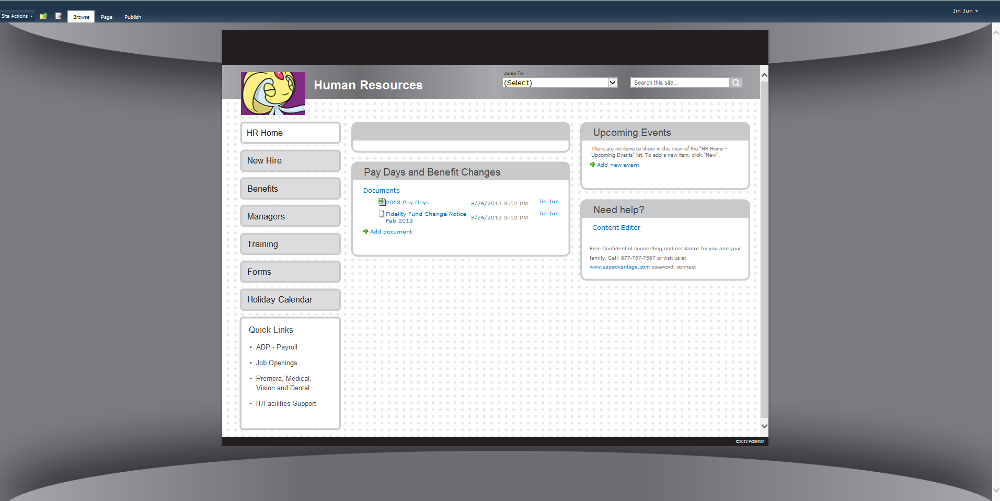 Site Actions
Browse
Page
Publish
Jin Jun
Human Resources
Jump To:
(Select)
Search this site...
HR Home
New Hire
Benefits
Managers
Training
Forms
Holiday Calendar
Quick Links
• ADP - Payroll
• Job Openings
• Premera, Medical,
Vision and Dental
• IT/Facilities Support
Pay Days and Benefit Changes
Documents
2013 Pay Days 8/26/2013 3:52 PM Jin Jun
Fidelity Fund Change Notice 8/26/2013 3:52 PM Jin Jun
Feb 2013
Add document
Upcoming Events
There are no items to show in this view of the "HR Home -
Upcoming Events" list. To add a new item, click "New".
Add new event
Need help?
Content Editor
Free Confidential counselling and assistance for you and your
family. Call: 877-757-7587 or visit us at
www.eapadvantage.com password: connect
©2012 Pokemon